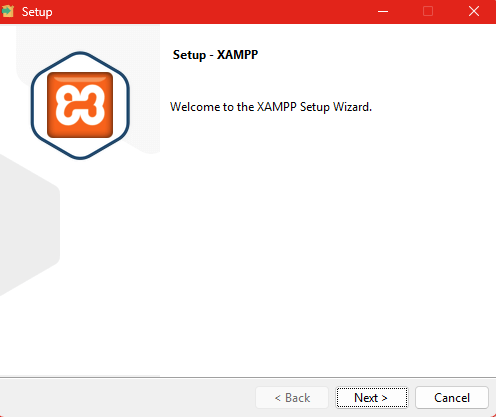 Setup
Setup - XAMPP
Welcome to the XAMPP Setup Wizard.
< Back
Next >
Cancel